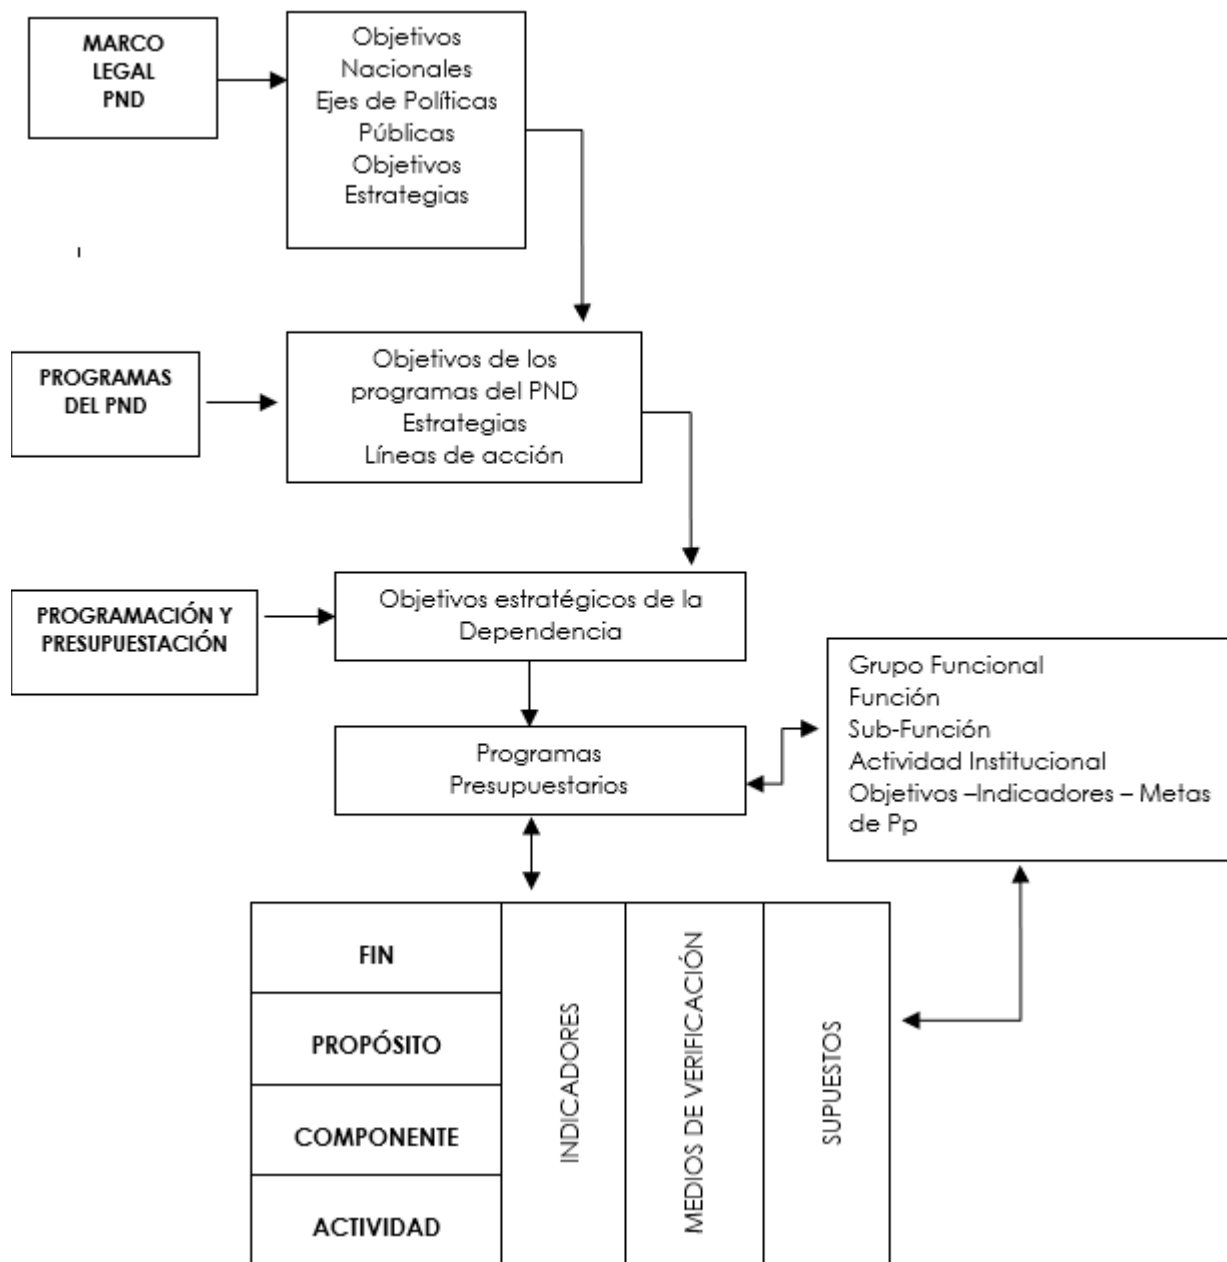 MARCO
LEGAL
PND
Objetivos
Nacionales
Ejes de Políticas
Públicas
Objetivos
Estrategias
PROGRAMAS
DEL PND
Objetivos de los
programas del PND
Estrategias
Líneas de acción
PROGRAMACIÓN Y
PRESUPUESTACIÓN
Objetivos estratégicos de la
Dependencia
Programas
Presupuestarios
Grupo Funcional
Función
Sub-Función
Actividad Institucional
Objetivos –Indicadores – Metas
de Pp
FIN
PROPÓSITO
COMPONENTE
ACTIVIDAD
INDICADORES
MEDIOS DE VERIFICACIÓN
SUPUESTOS